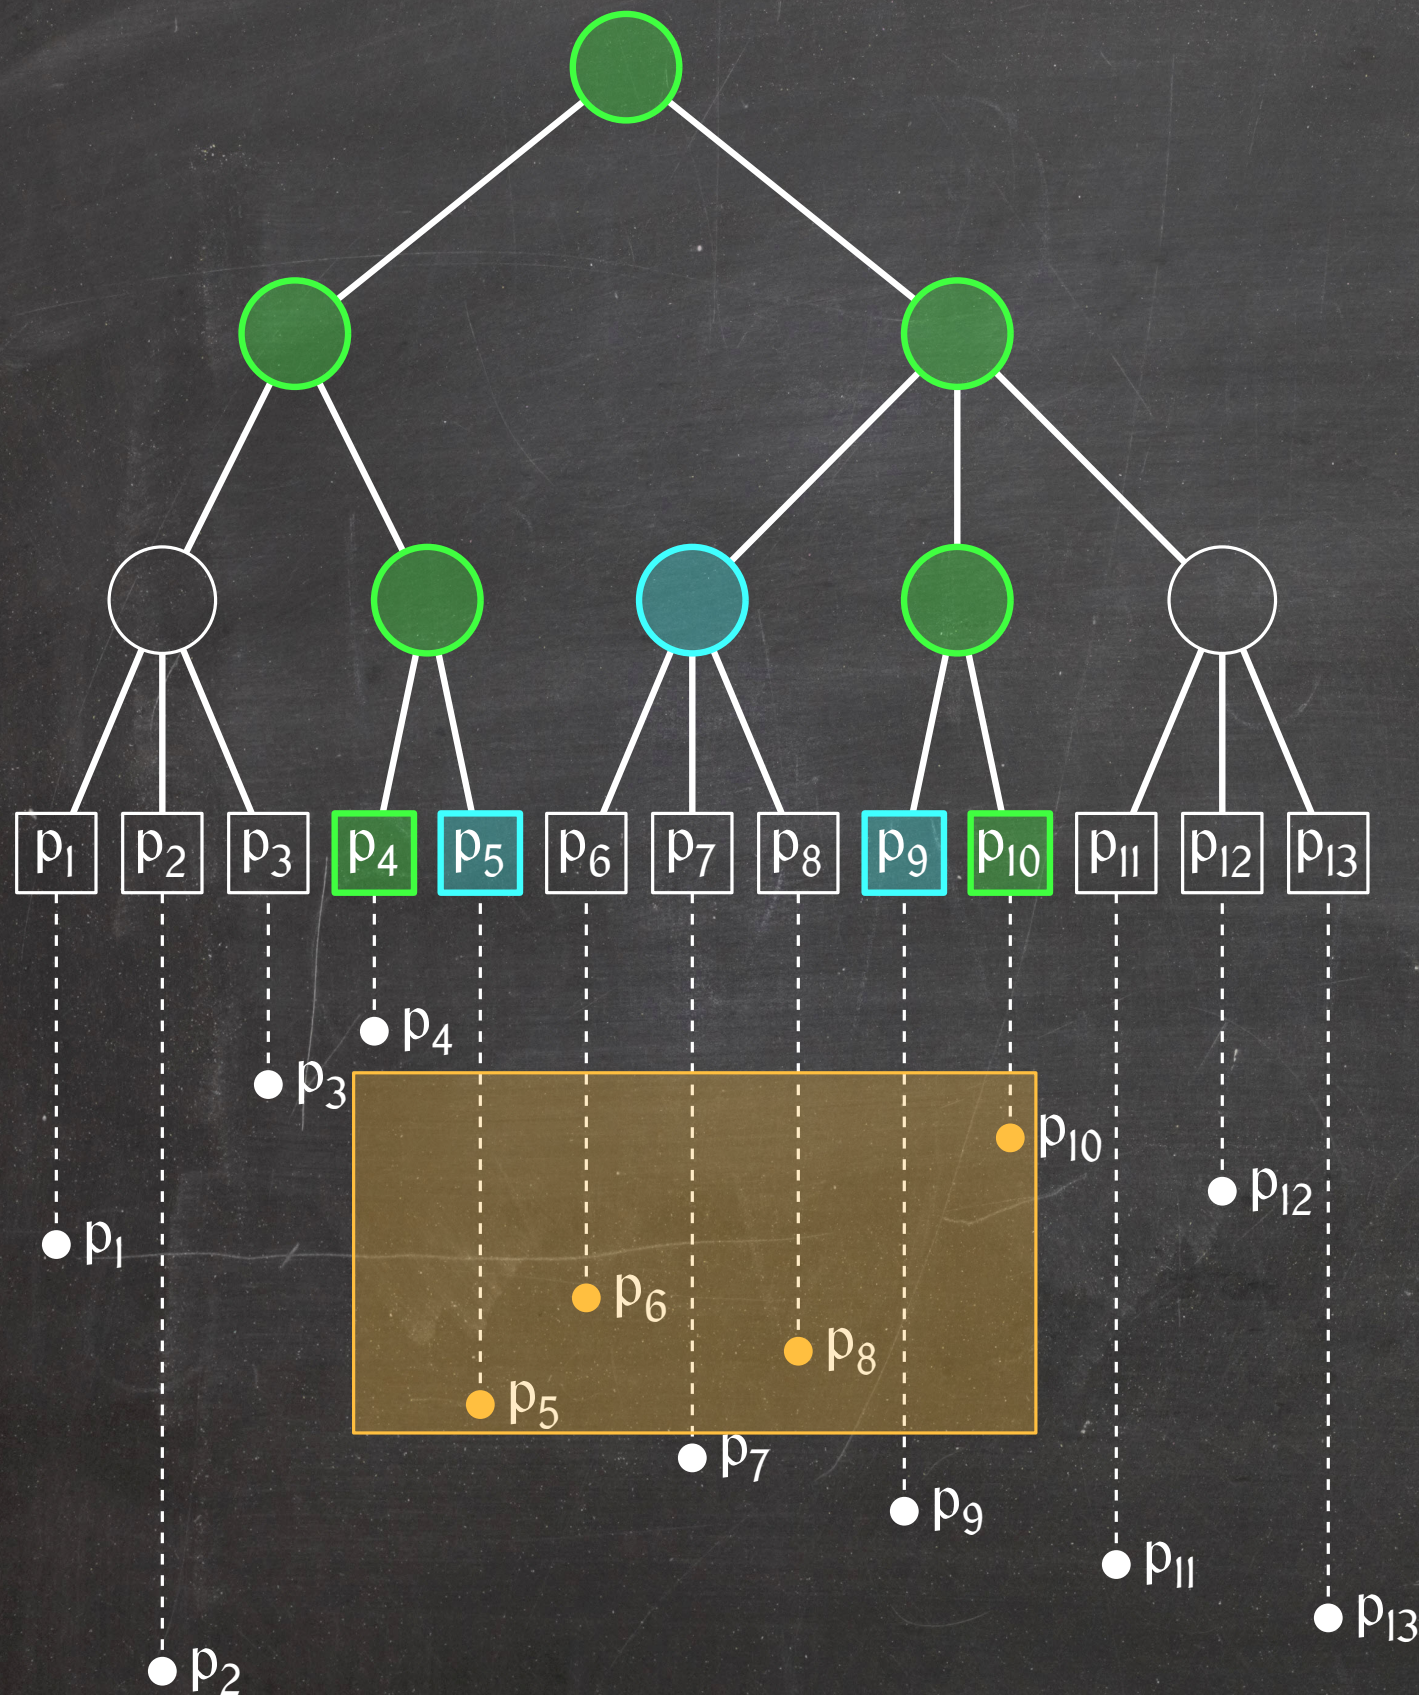 p₁ p₂ p₃ p₄ p₅ p₆ p₇ p₈ p₉ p₁₀ p₁₁ p₁₂ p₁₃
p₄
p₃
p₁₀
p₁₂
p₁
p₆
p₈
p₅
p₇
p₉
p₁₁
p₁₃
p₂